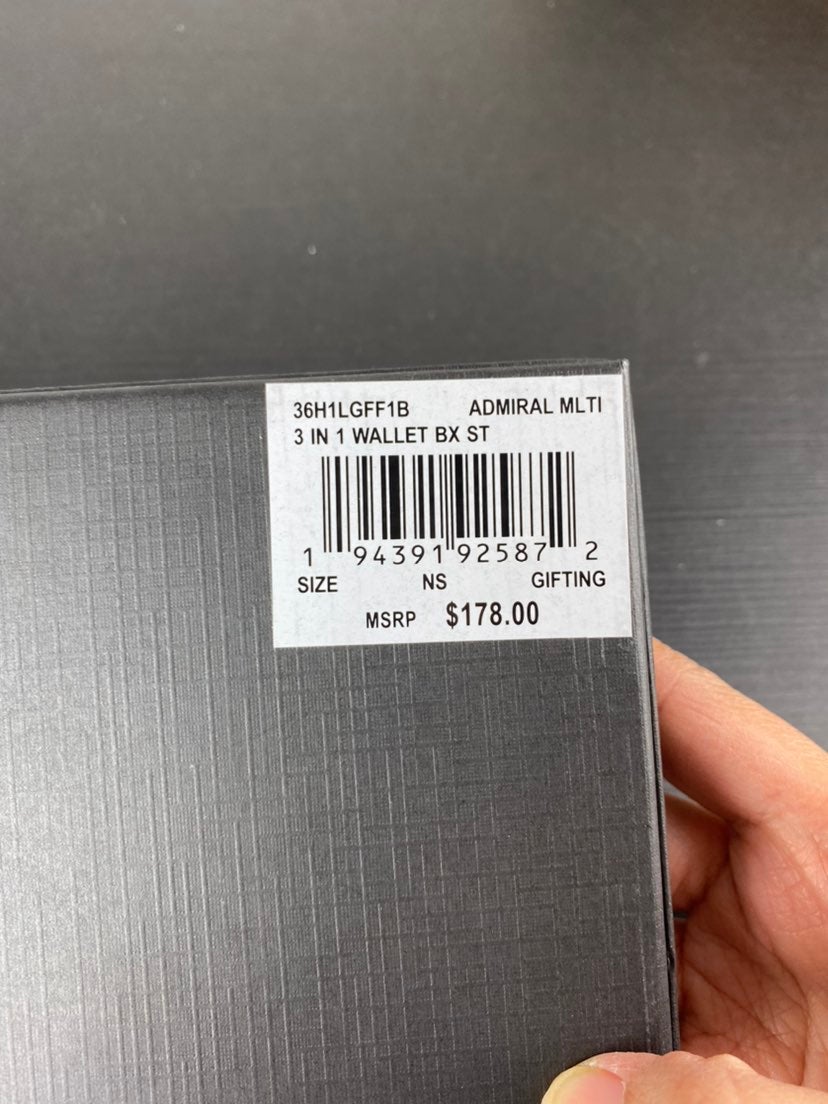 36H1LGFF1B ADMIRAL MLTI
3 IN 1 WALLET BX ST
1 94391 92587 2
SIZE NS GIFTING
MSRP $178.00